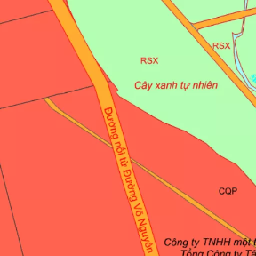 RSX
RSX
Cây xanh tự nhiên
Đường nối từ Đường Võ Nguyên
CQP
Công ty TNHH một
Tổng Công ty